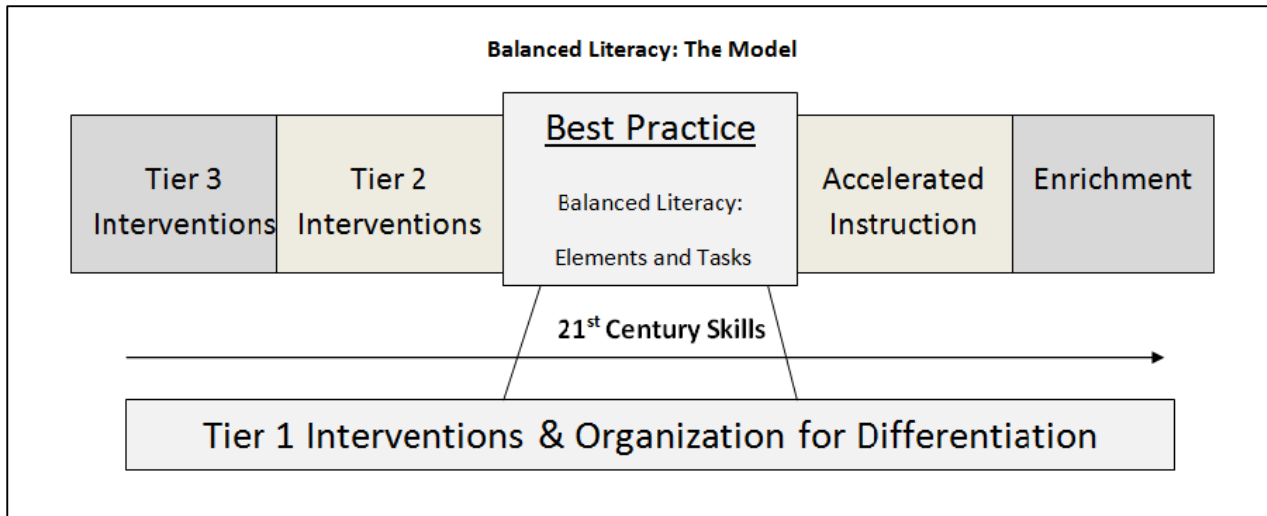 Balanced Literacy: The Model
Tier 3
Interventions
Tier 2
Interventions
Best Practice
Balanced Literacy:
Elements and Tasks
Accelerated
Instruction
Enrichment
21st Century Skills
Tier 1 Interventions & Organization for Differentiation